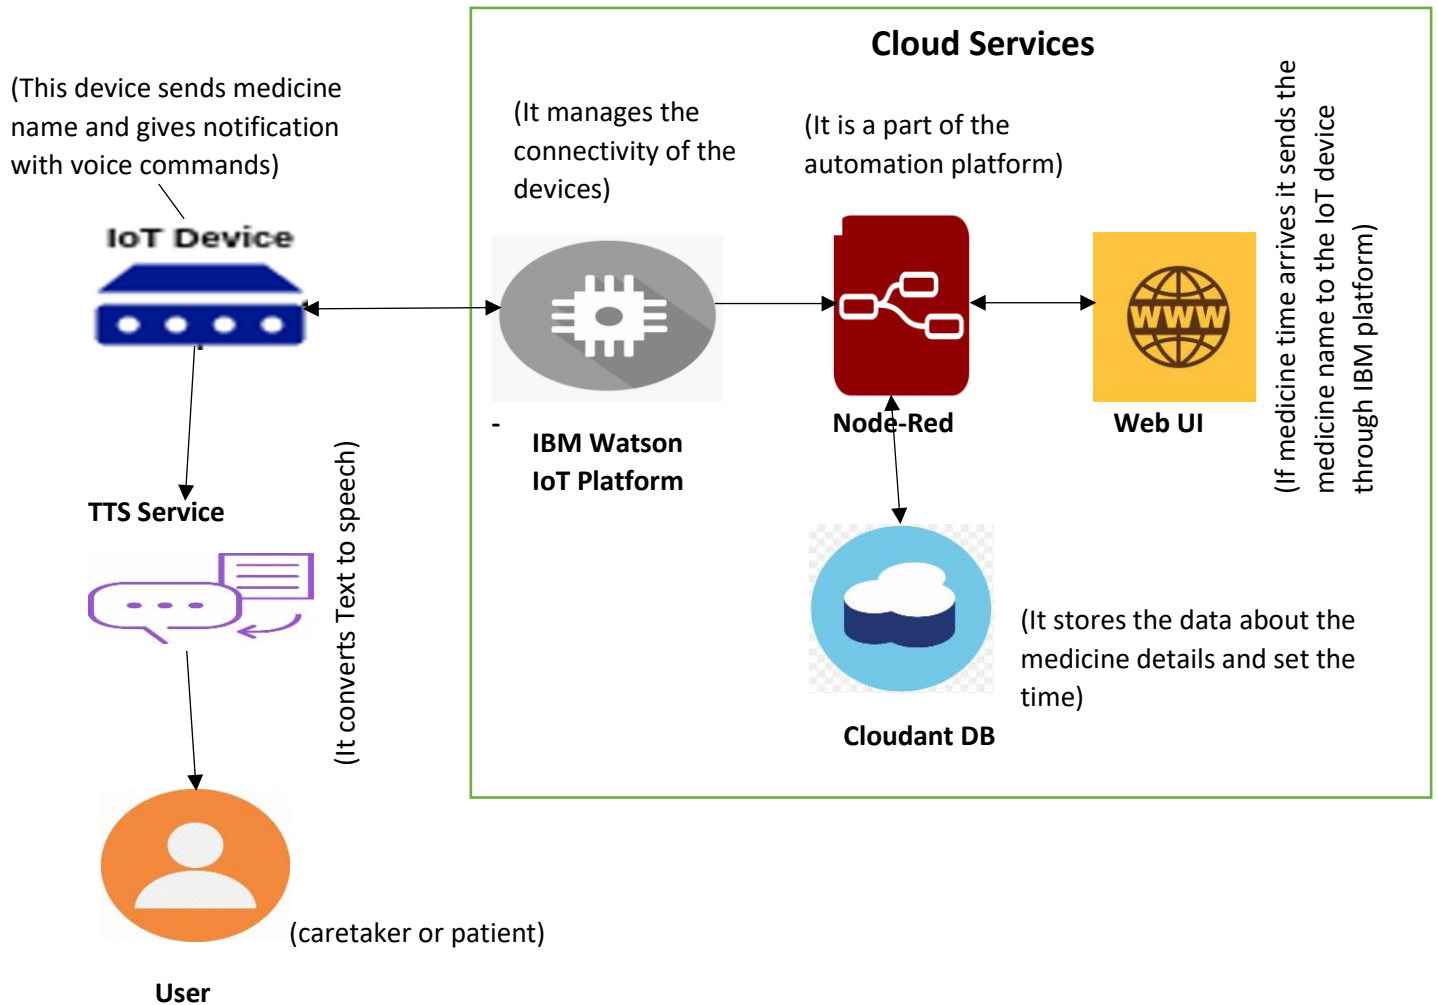 Cloud Services
(This device sends medicine
name and gives notification
with voice commands)
IoT Device
(It manages the
connectivity of the
devices)
(It is a part of the
automation platform)
(If medicine time arrives it sends the
medicine name to the IoT device
through IBM platform)
WWW
-
IBM Watson
IoT Platform
Node-Red
Web UI
TTS Service
(It converts Text to speech)
(It stores the data about the
medicine details and set the
time)
Cloudant DB
(caretaker or patient)
User